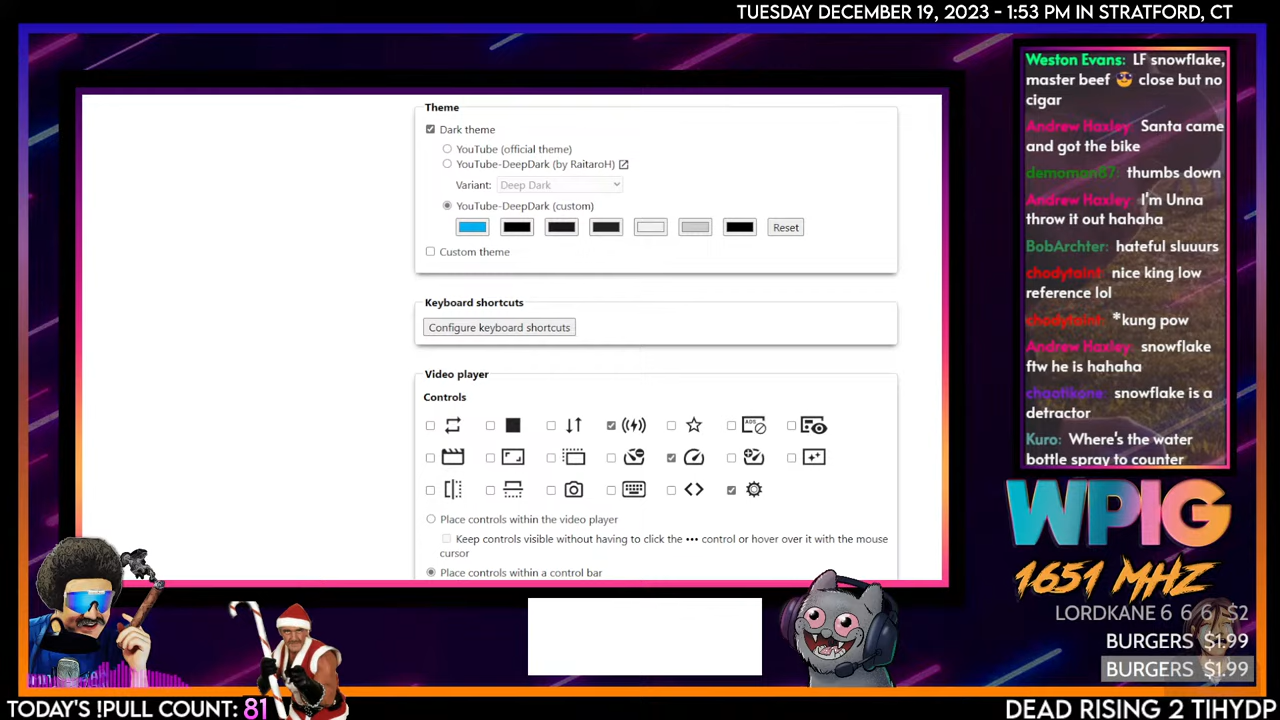 TUESDAY DECEMBER 19, 2023 - 1:53 PM IN STRATFORD, CT
Theme
Dark theme
YouTube (official theme)
YouTube-DeepDark (by RaitaroH)
Variant: Deep Dark
YouTube-DeepDark (custom)
Reset
Custom theme
Keyboard shortcuts
Configure keyboard shortcuts
Video player
Controls
ADS
Place controls within the video player
Keep controls visible without having to click the ••• control or hover over it with the mouse
cursor
Place controls within a control bar
Weston Evans: LF snowflake,
master beef 😎 close but no
cigar
Andrew Haxley: Santa came
and got the bike
demoman87: thumbs down
Andrew Haxley: I'm Unna
throw it out hahaha
BobArchter: hateful sluuurs
chodytaint: nice king low
reference lol
chodytaint: *kung pow
Andrew Haxley: snowflake
ftw he is hahaha
chaotikone: snowflake is a
detractor
Kuro: Where's the water
bottle spray to counter
WPIG
1651 MHZ
LORDKANE 6 6 6 $2
BURGERS $1.99
BURGERS $1.99
TODAY'S !PULL COUNT: 81
DEAD RISING 2 TIHYDP